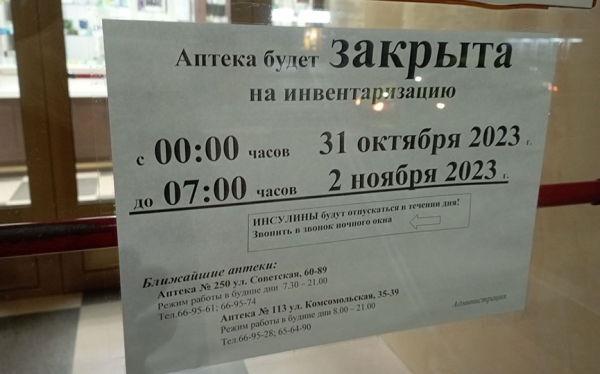 Аптека будет закрыта
на инвентаризацию
с 00:00 часов 31 октября 2023 г.
до 07:00 часов 2 ноября 2023 г.
ИНСУЛИНЫ будут отпускаться в течении дня!
Звонить в звонок ночного окна
Ближайшие аптеки:
Аптека № 250 ул. Советская, 60-89
Режим работы в будние дни 7.30 – 21.00
Тел.66-95-61; 66-95-74
Аптека № 113 ул. Комсомольская, 35-39
Режим работы в будние дни 8.00 – 21.00
Тел.66-95-28; 65-64-90
Администрация